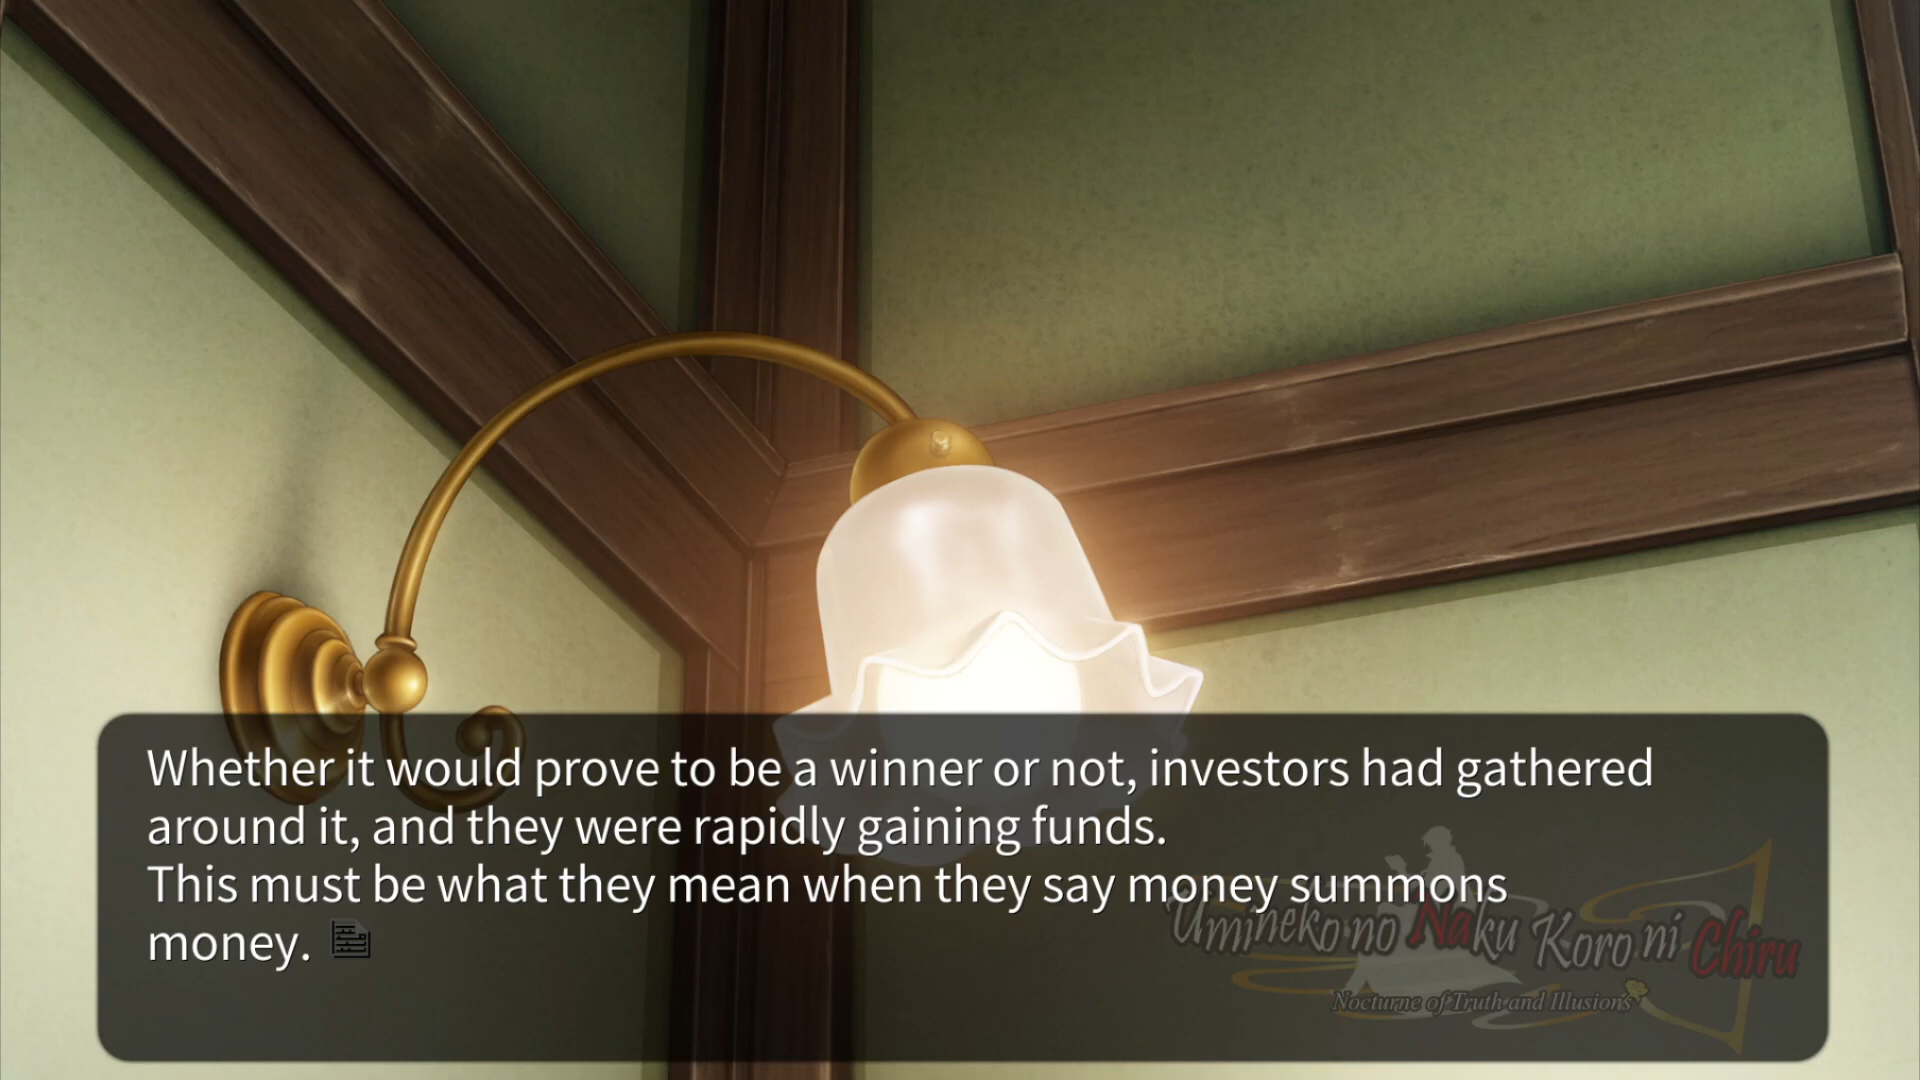 Whether it would prove to be a winner or not, investors had gathered
around it, and they were rapidly gaining funds.
This must be what they mean when they say money summons
money.
Umineko no Naku Koro ni Chiru
Nocturne of Truth and Illusions